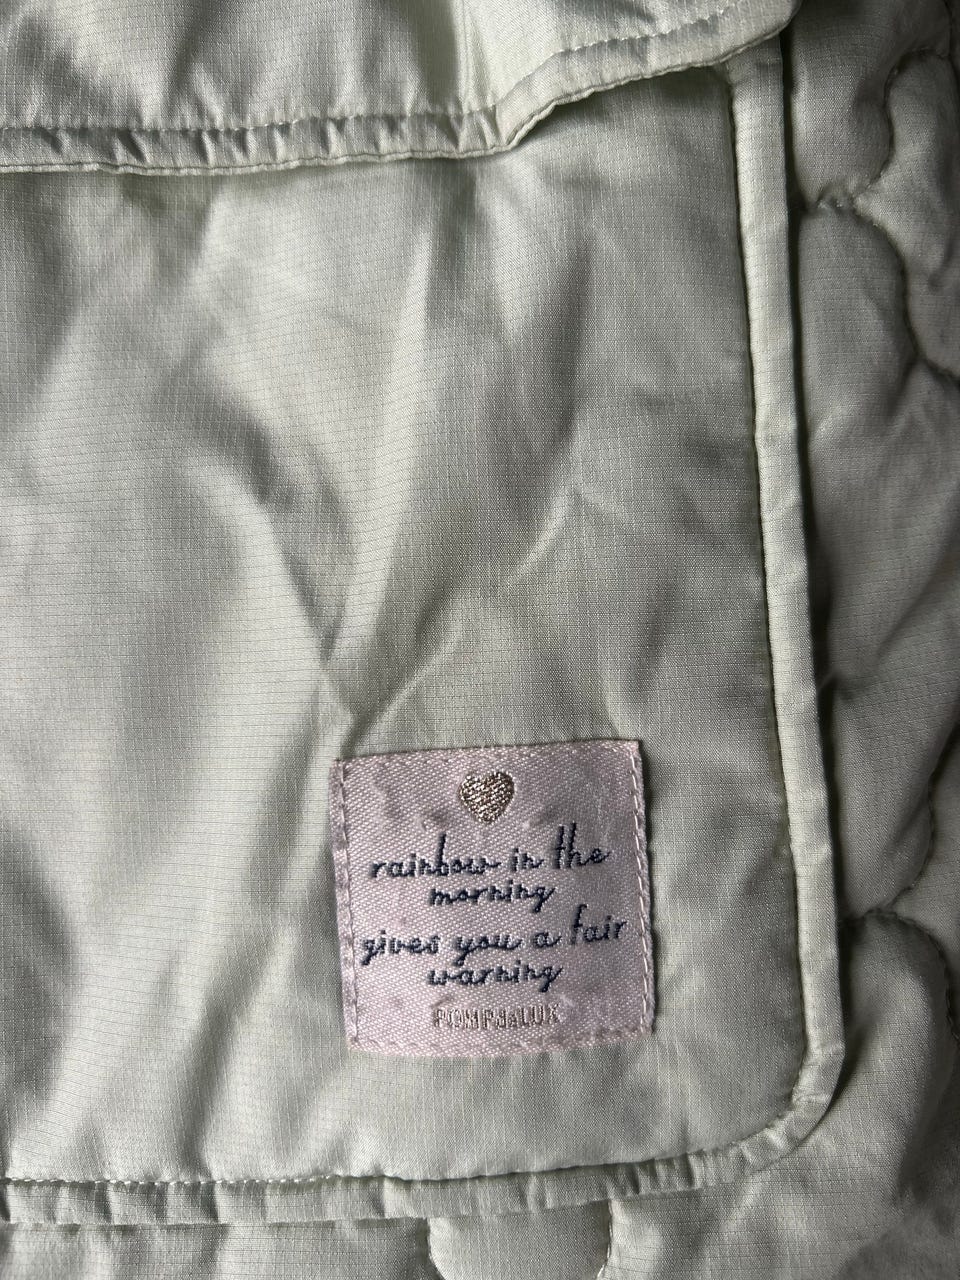 rainbow in the
morning
gives you a fair
warning
POMPdeLUX